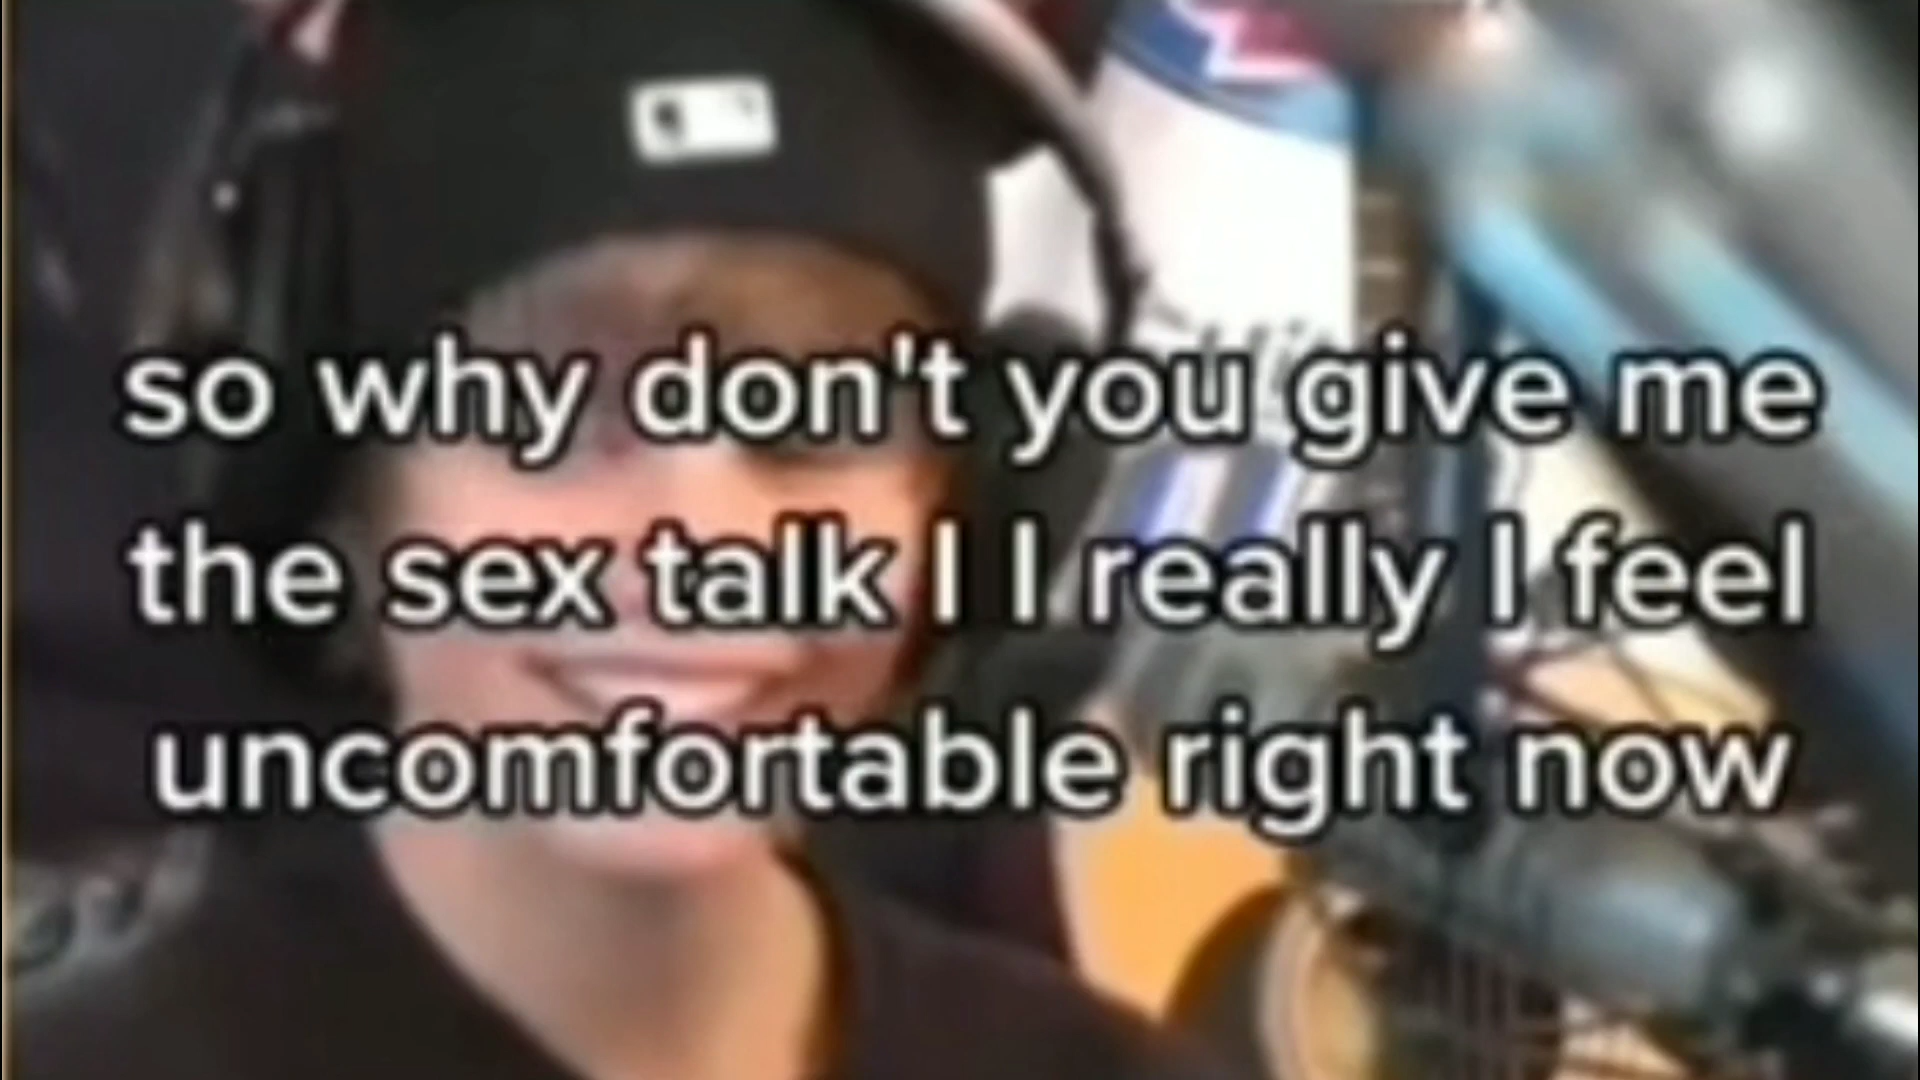 so why don't you give me
the sex talk I I really I feel
uncomfortable right now